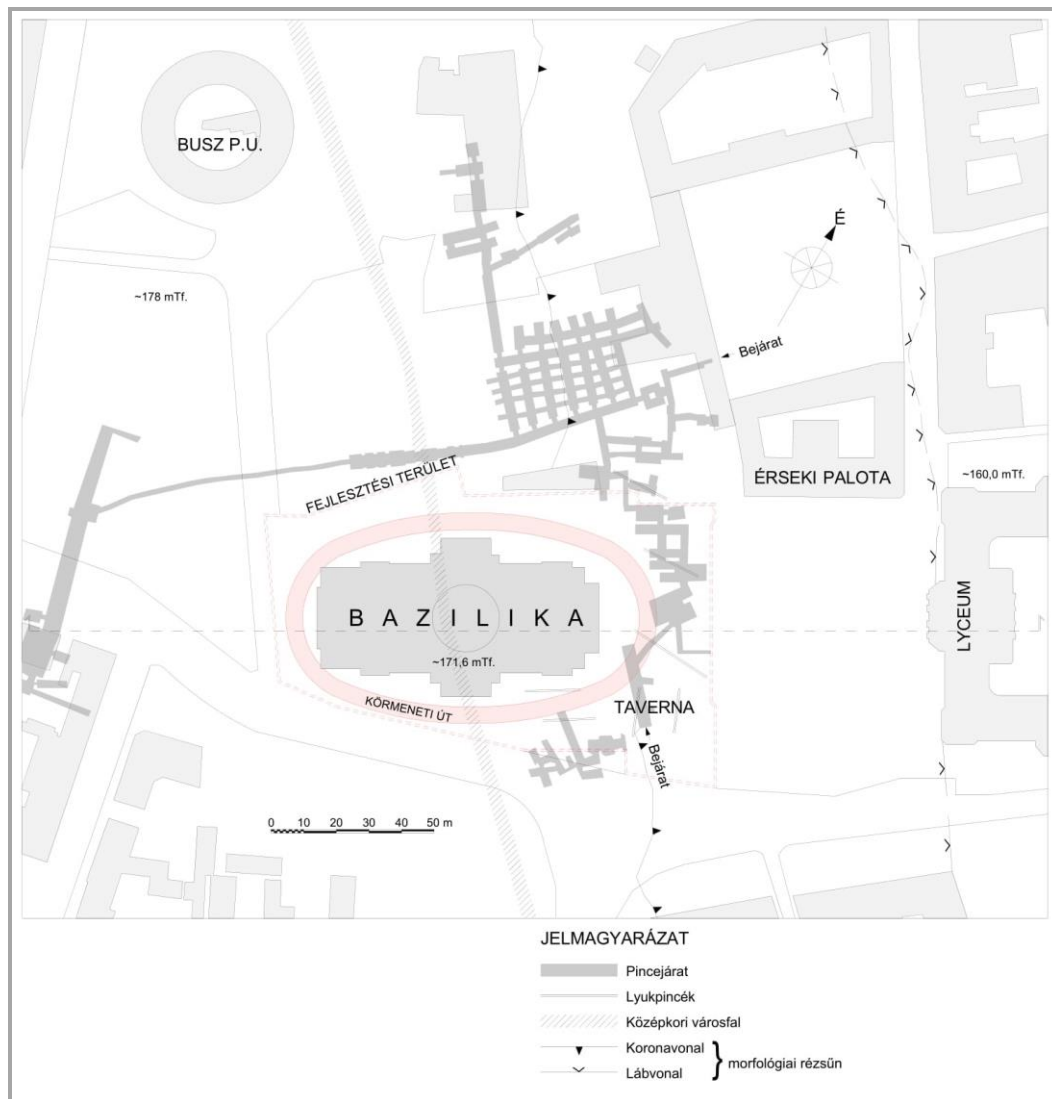 BUSZ P.U.
É
~178 mTf.
Bejárat
FEJLESZTÉSI TERÜLET
ÉRSEKI PALOTA
~160,0 mTf.
BAZILIKA
LYCEUM
~171,6 mTf.
KÖRMENETI ÚT
TAVERNA
Bejárat
0 10 20 30 40 50 m
JELMAGYARÁZAT
Pincejárat
Lyukpincék
Középkori városfal
Koronavonal
Lábvonal
} morfológiai rézsűn